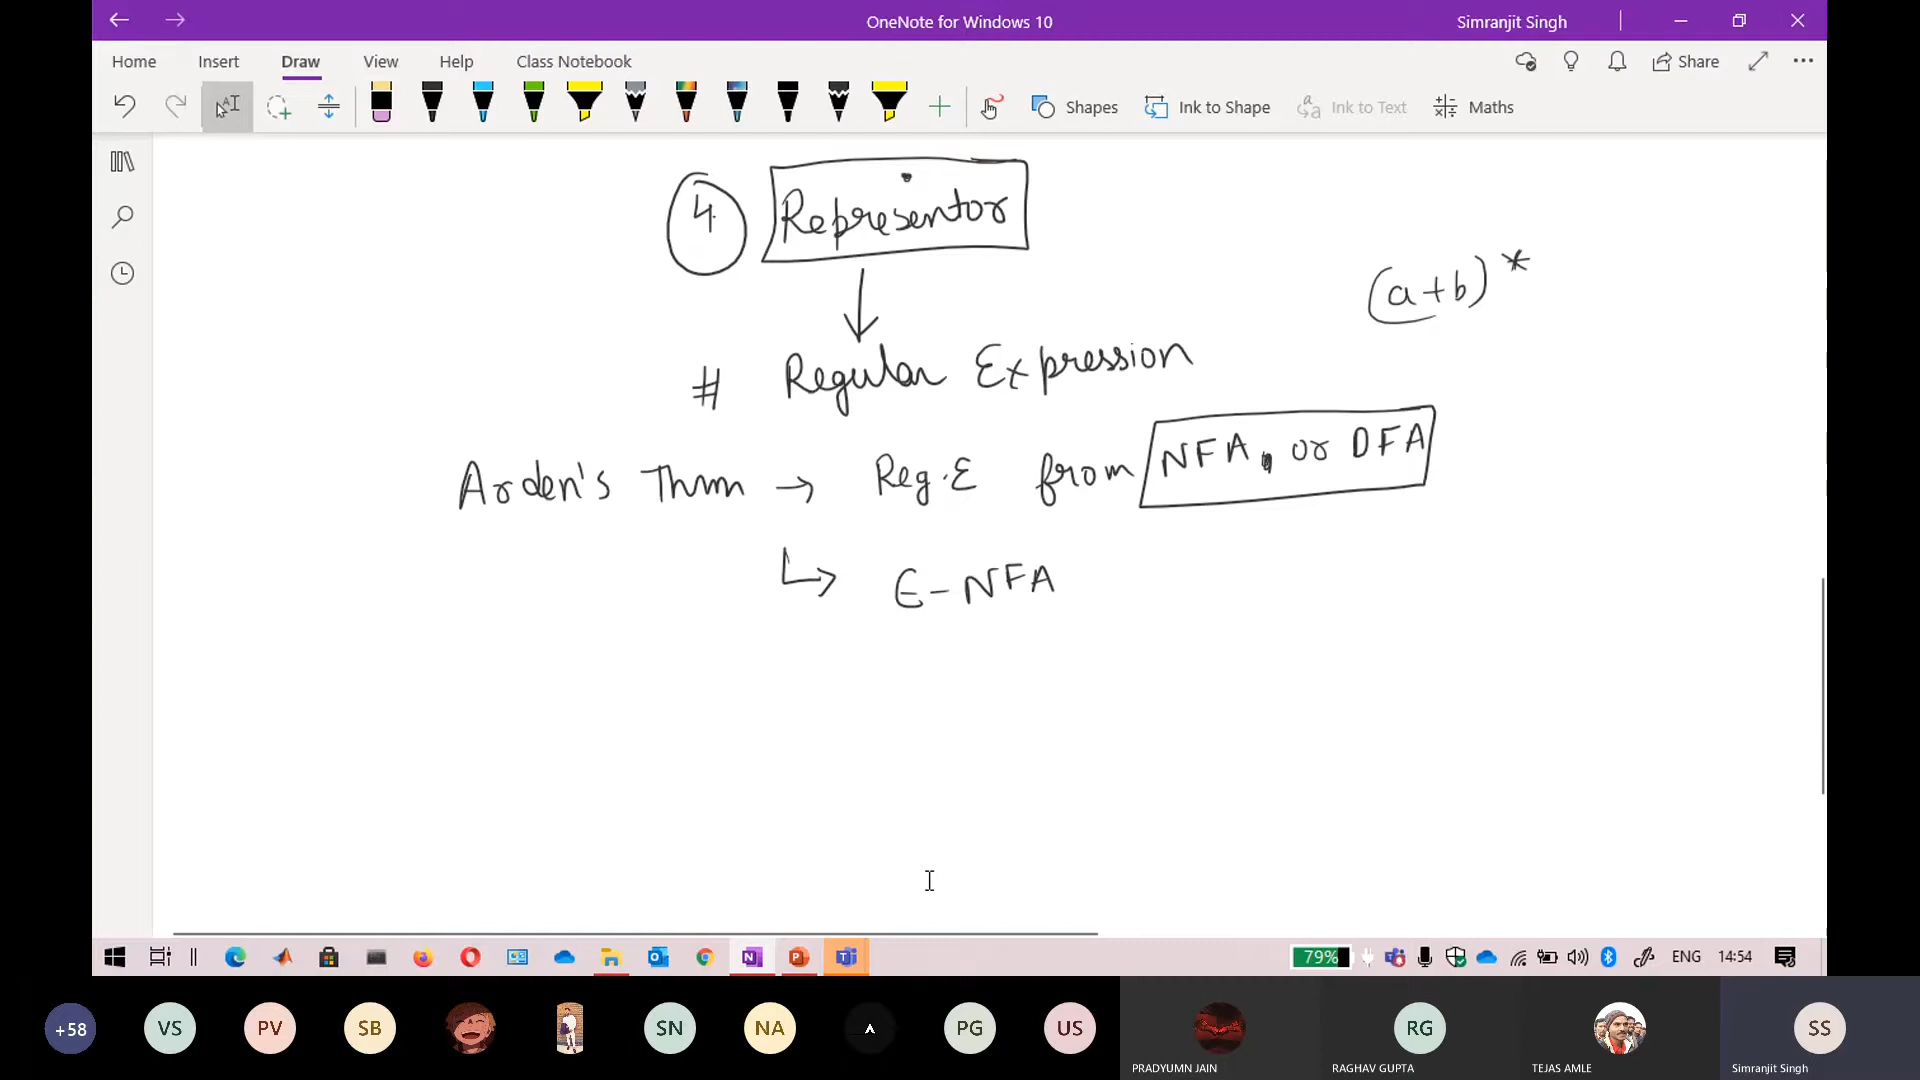 OneNote for Windows 10
Simranjit Singh
Home Insert Draw View Help Class Notebook
Share
Shapes Ink to Shape Ink to Text Maths
4 Representor
(a+b)*
↓
# Regular Expression
Arden's Thm → Reg.E from NFA, or DFA
↳ ∈-NFA
79% ENG 14:54
+58 VS PV SB SN NA A PG US RG SS
PRADYUMN JAIN RAGHAV GUPTA TEJAS AMLE Simranjit Singh